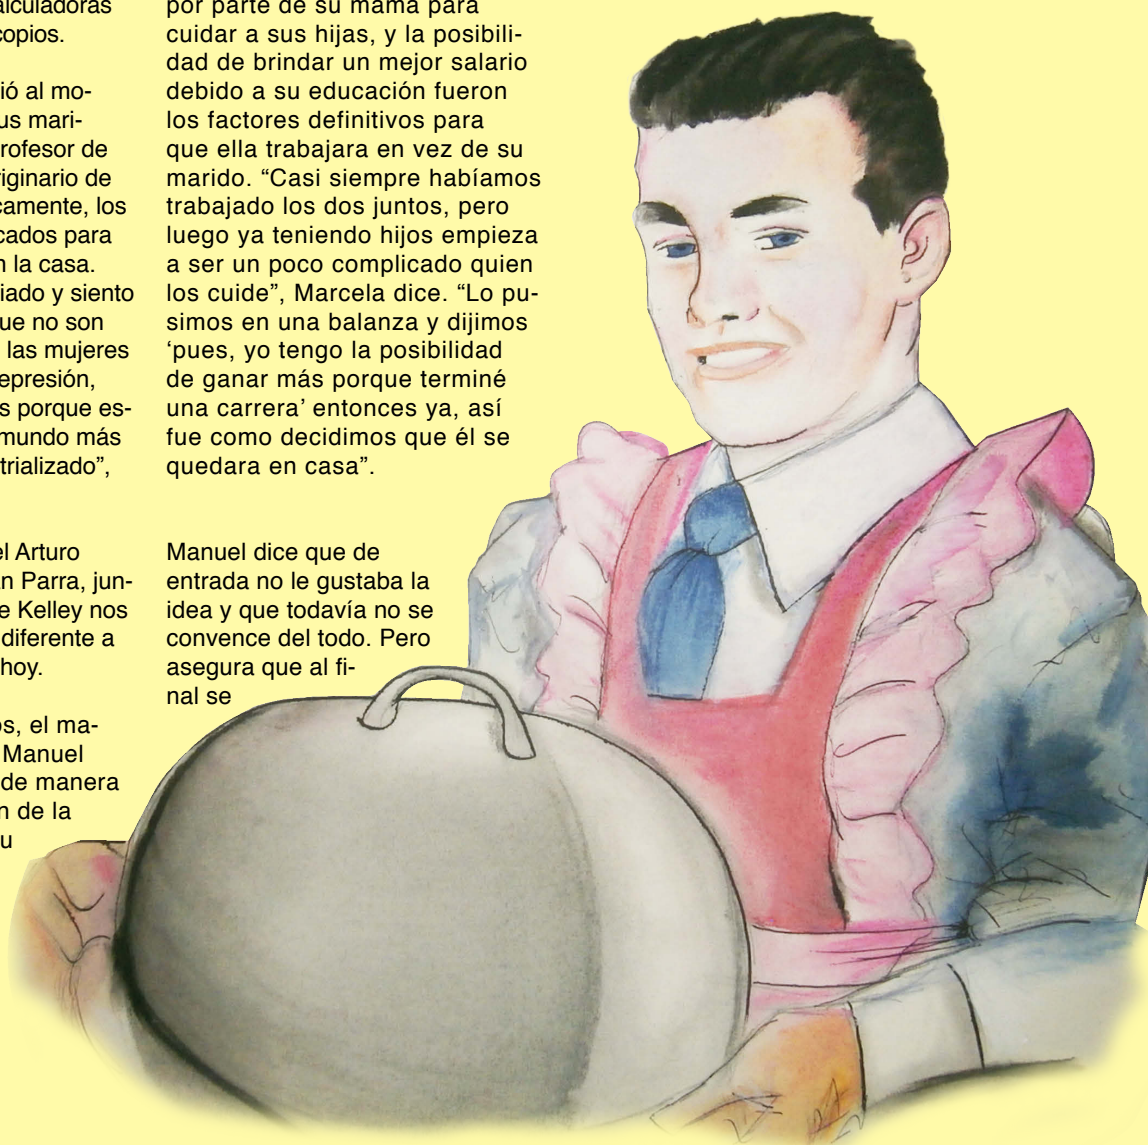 alculadoras
copios.
ió al mo-
us mari-
rofesor de
riginario de
camente, los
cados para
n la casa.
iado y siento
ue no son
las mujeres
epresión,
s porque es-
mundo más
trializado”,
el Arturo
an Parra, jun-
e Kelley nos
diferente a
hoy.
os, el ma-
Manuel
de manera
n de la
u
por parte de su mamá para
cuidar a sus hijas, y la posibili-
dad de brindar un mejor salario
debido a su educación fueron
los factores definitivos para
que ella trabajara en vez de su
marido. “Casi siempre habíamos
trabajado los dos juntos, pero
luego ya teniendo hijos empieza
a ser un poco complicado quien
los cuide”, Marcela dice. “Lo pu-
simos en una balanza y dijimos
‘pues, yo tengo la posibilidad
de ganar más porque terminé
una carrera’ entonces ya, así
fue como decidimos que él se
quedara en casa”.
Manuel dice que de
entrada no le gustaba la
idea y que todavía no se
convence del todo. Pero
asegura que al fi-
nal se